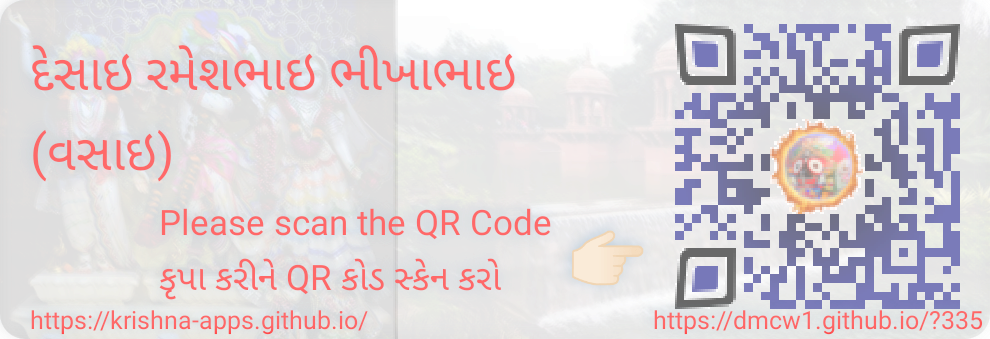 દેસાઇ રમેશભાઇ ભીખાભાઇ
(વસાઇ)
Please scan the QR Code
કૃપા કરીને QR કોડ સ્કેન કરો
https://krishna-apps.github.io/
https://dmcw1.github.io/?335